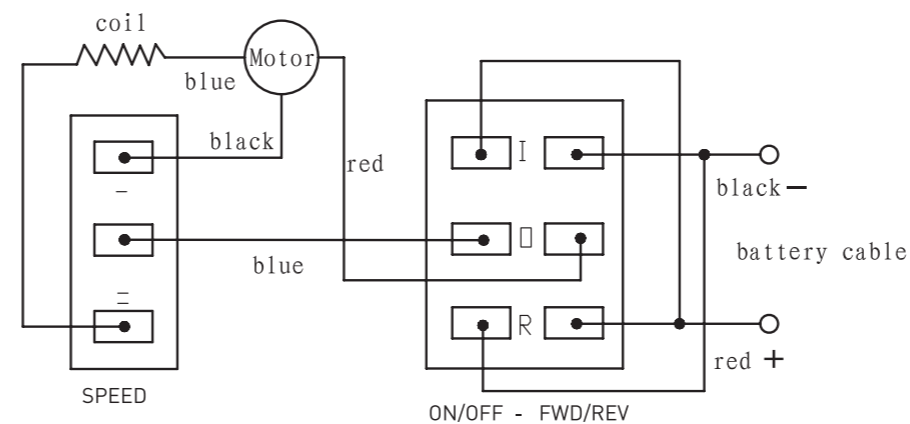 coil
Motor
blue
black
red
I
black —
—
O
battery cable
blue
=
R
red +
SPEED
ON/OFF - FWD/REV